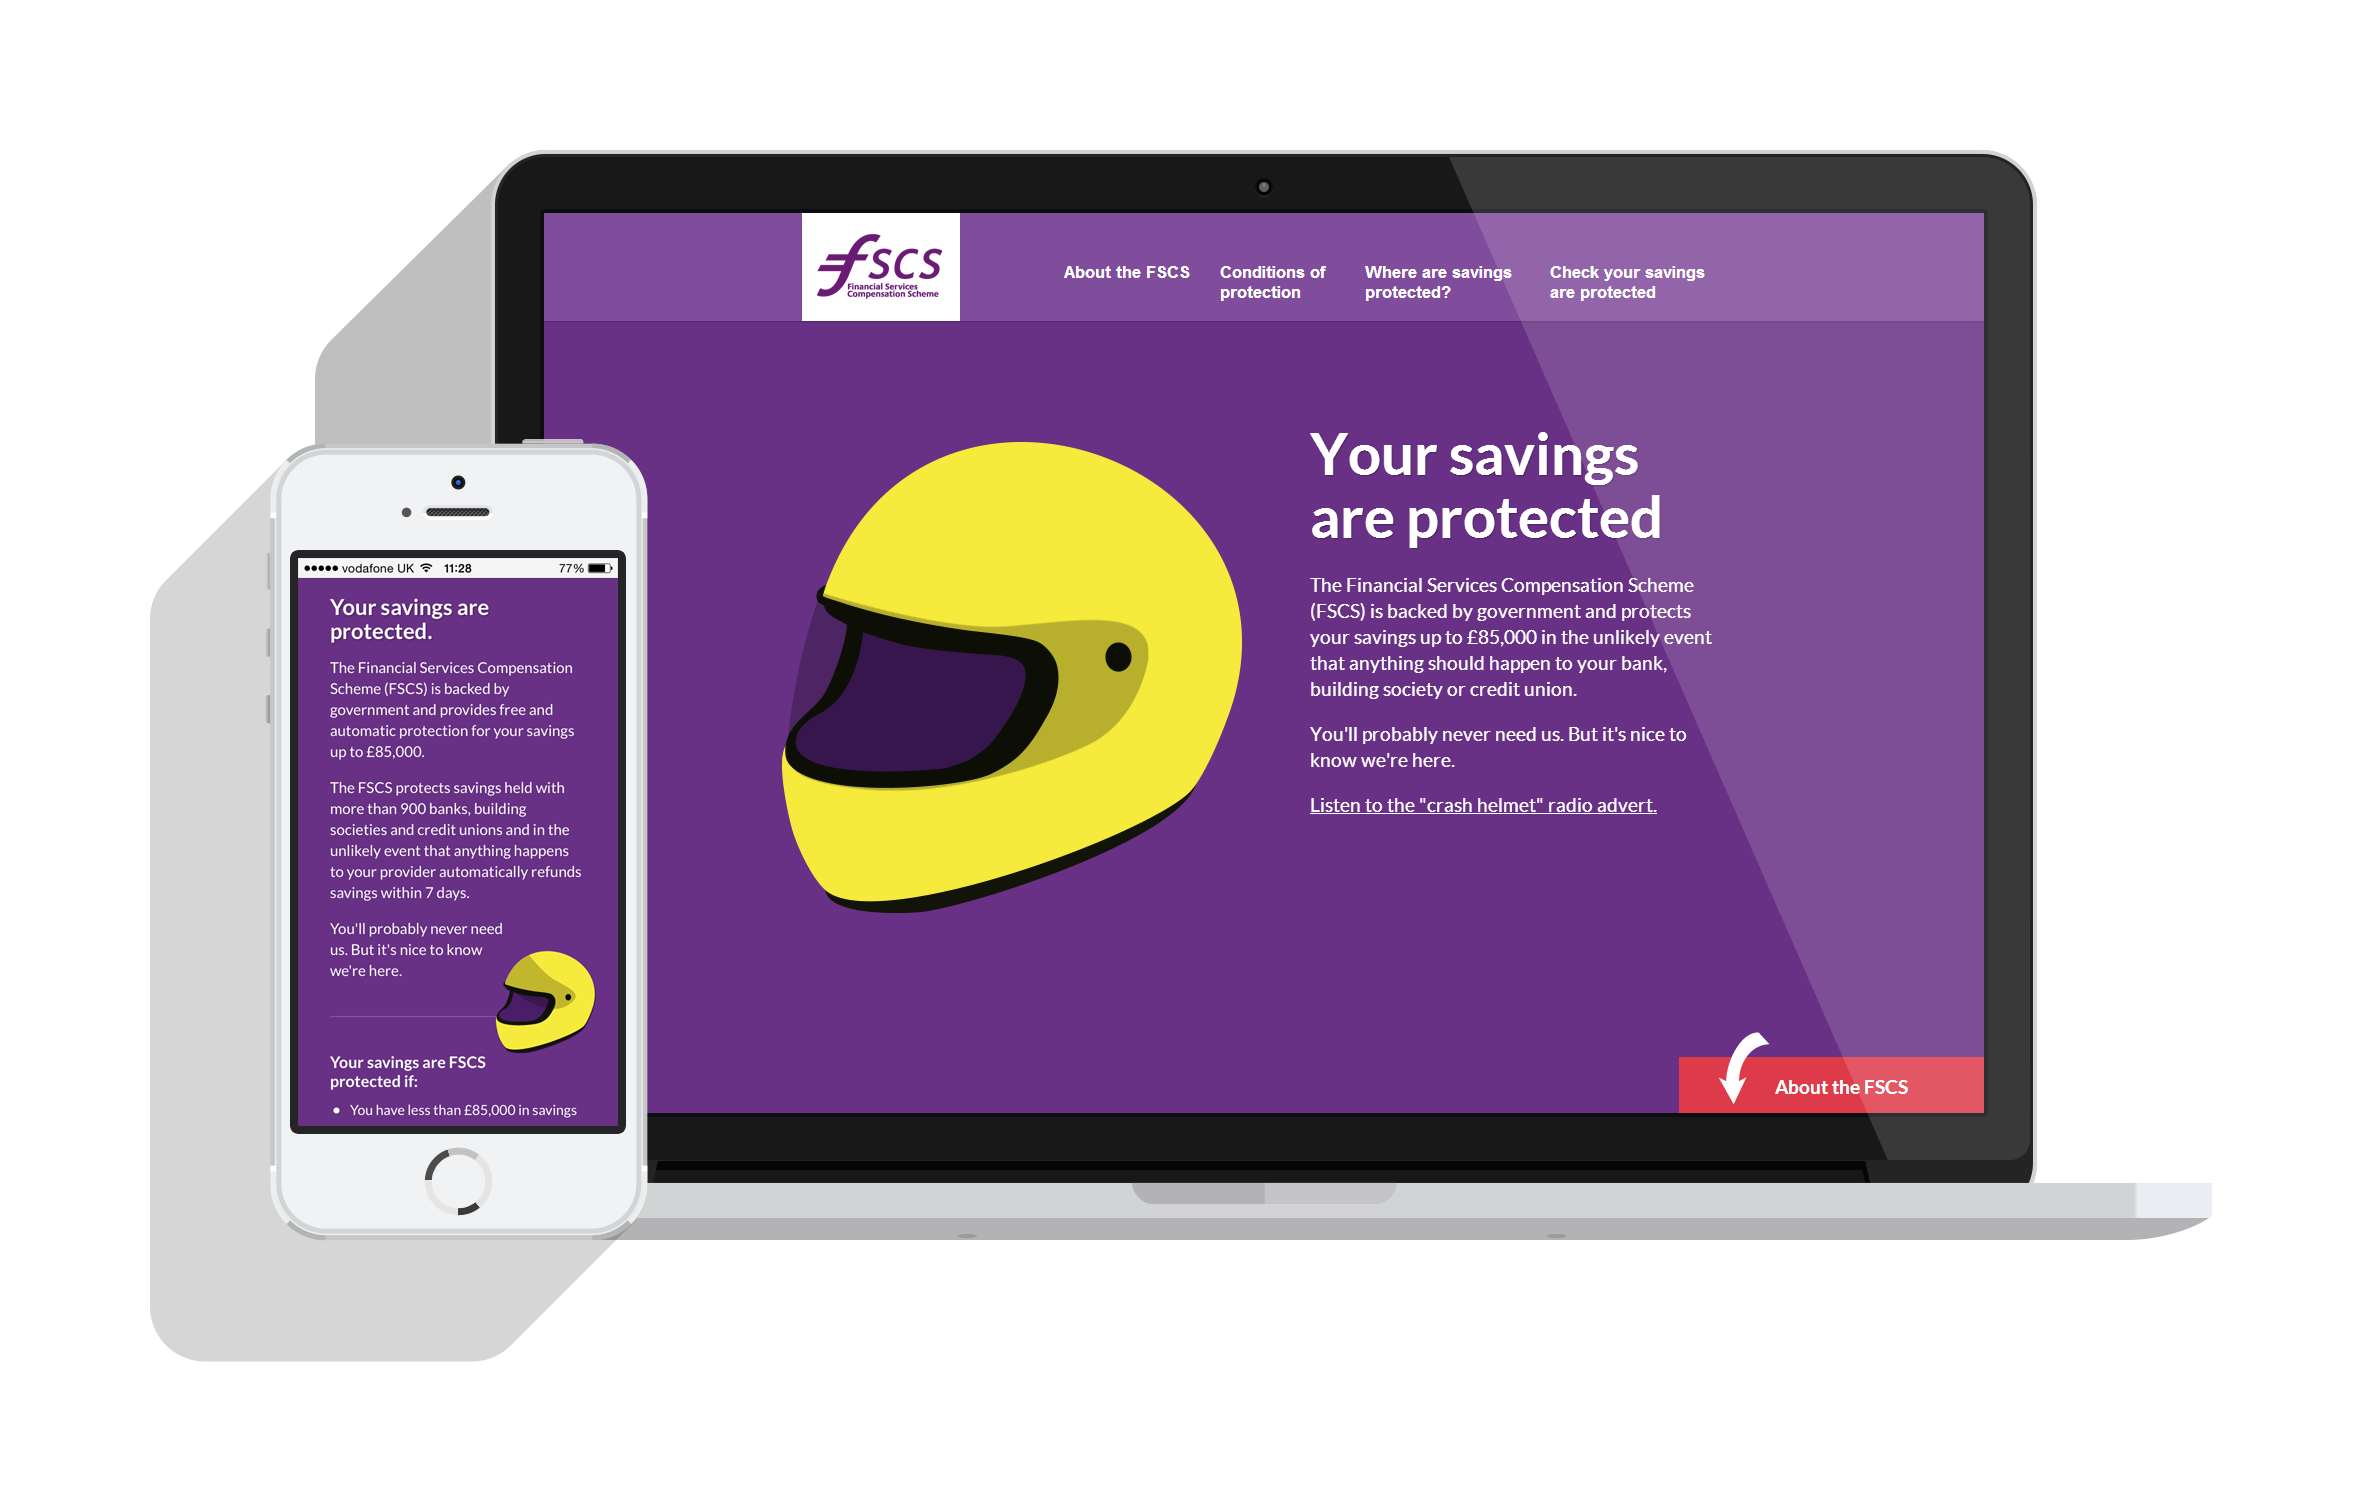 FSCS
Financial Services
Compensation Scheme
About the FSCS
Conditions of
protection
Where are savings
protected?
Check your savings
are protected
Your savings
are protected
The Financial Services Compensation Scheme
(FSCS) is backed by government and protects
your savings up to £85,000 in the unlikely event
that anything should happen to your bank,
building society or credit union.
You'll probably never need us. But it's nice to
know we're here.
Listen to the "crash helmet" radio advert.
About the FSCS
vodafone UK 11:28 77%
Your savings are
protected.
The Financial Services Compensation
Scheme (FSCS) is backed by
government and provides free and
automatic protection for your savings
up to £85,000.
The FSCS protects savings held with
more than 900 banks, building
societies and credit unions and in the
unlikely event that anything happens
to your provider automatically refunds
savings within 7 days.
You'll probably never need
us. But it's nice to know
we're here.
Your savings are FSCS
protected if:
• You have less than £85,000 in savings